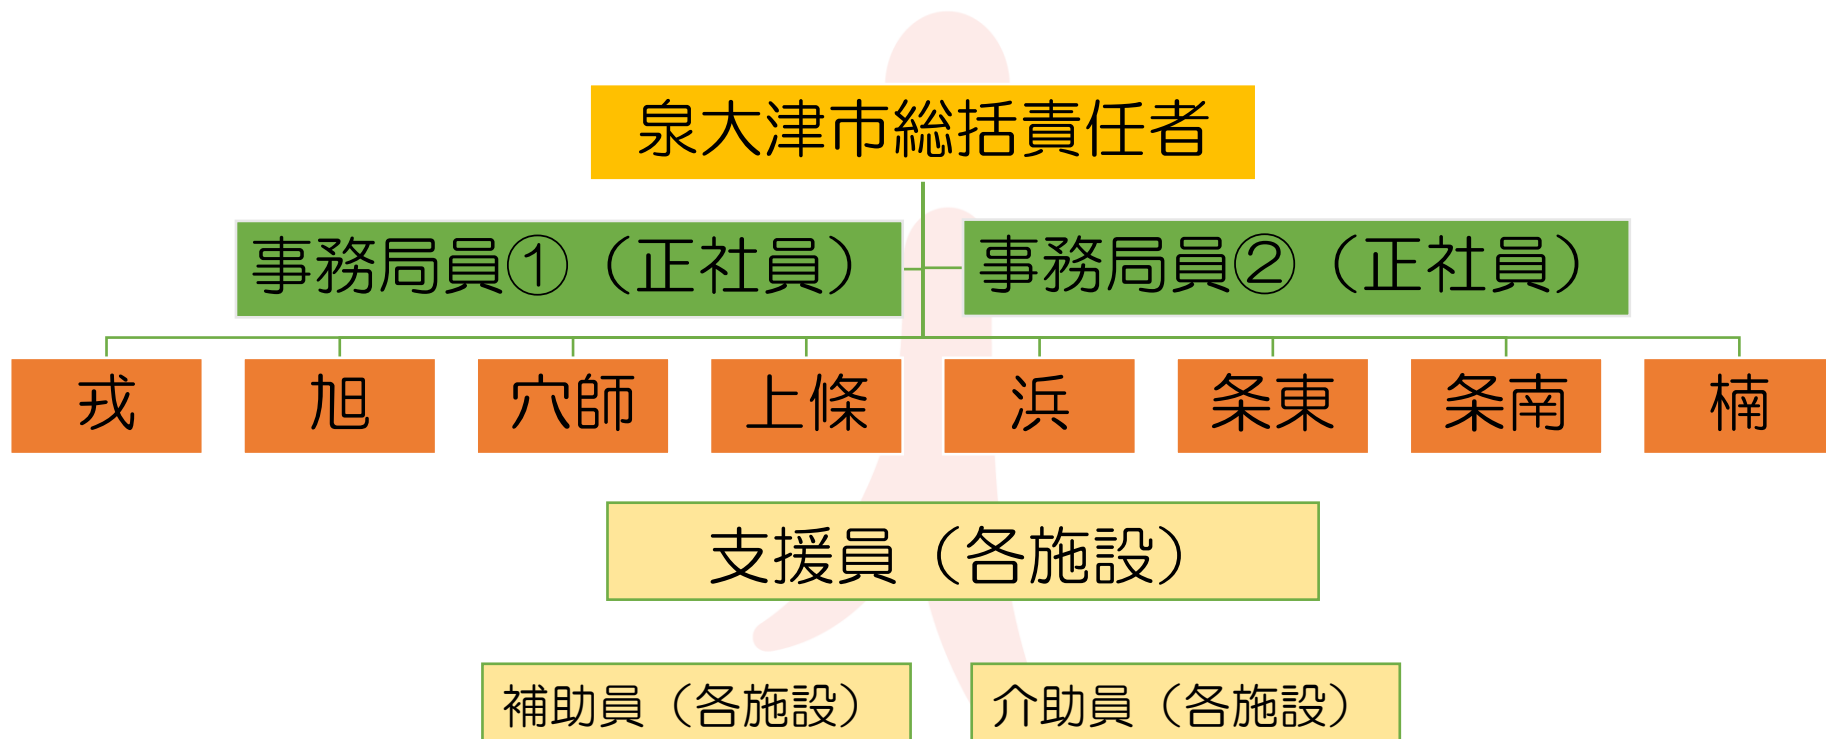 泉大津市総括責任者
事務局員①（正社員）
事務局員②（正社員）
戎
旭
穴師
上條
浜
条東
条南
楠
支援員（各施設）
補助員（各施設）
介助員（各施設）